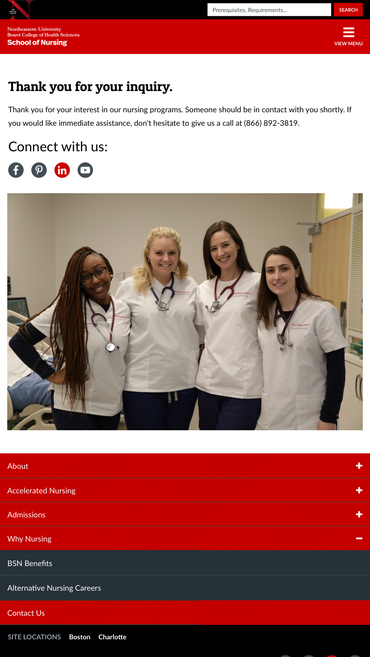 Prerequisites, Requirements...
SEARCH
Northeastern University
Bouvé College of Health Sciences
School of Nursing
VIEW MENU
Thank you for your inquiry.
Thank you for your interest in our nursing programs. Someone should be in contact with you shortly. If
you would like immediate assistance, don't hesitate to give us a call at (866) 892-3819.
Connect with us:
About
Accelerated Nursing
Admissions
Why Nursing
BSN Benefits
Alternative Nursing Careers
Contact Us
SITE LOCATIONS Boston Charlotte